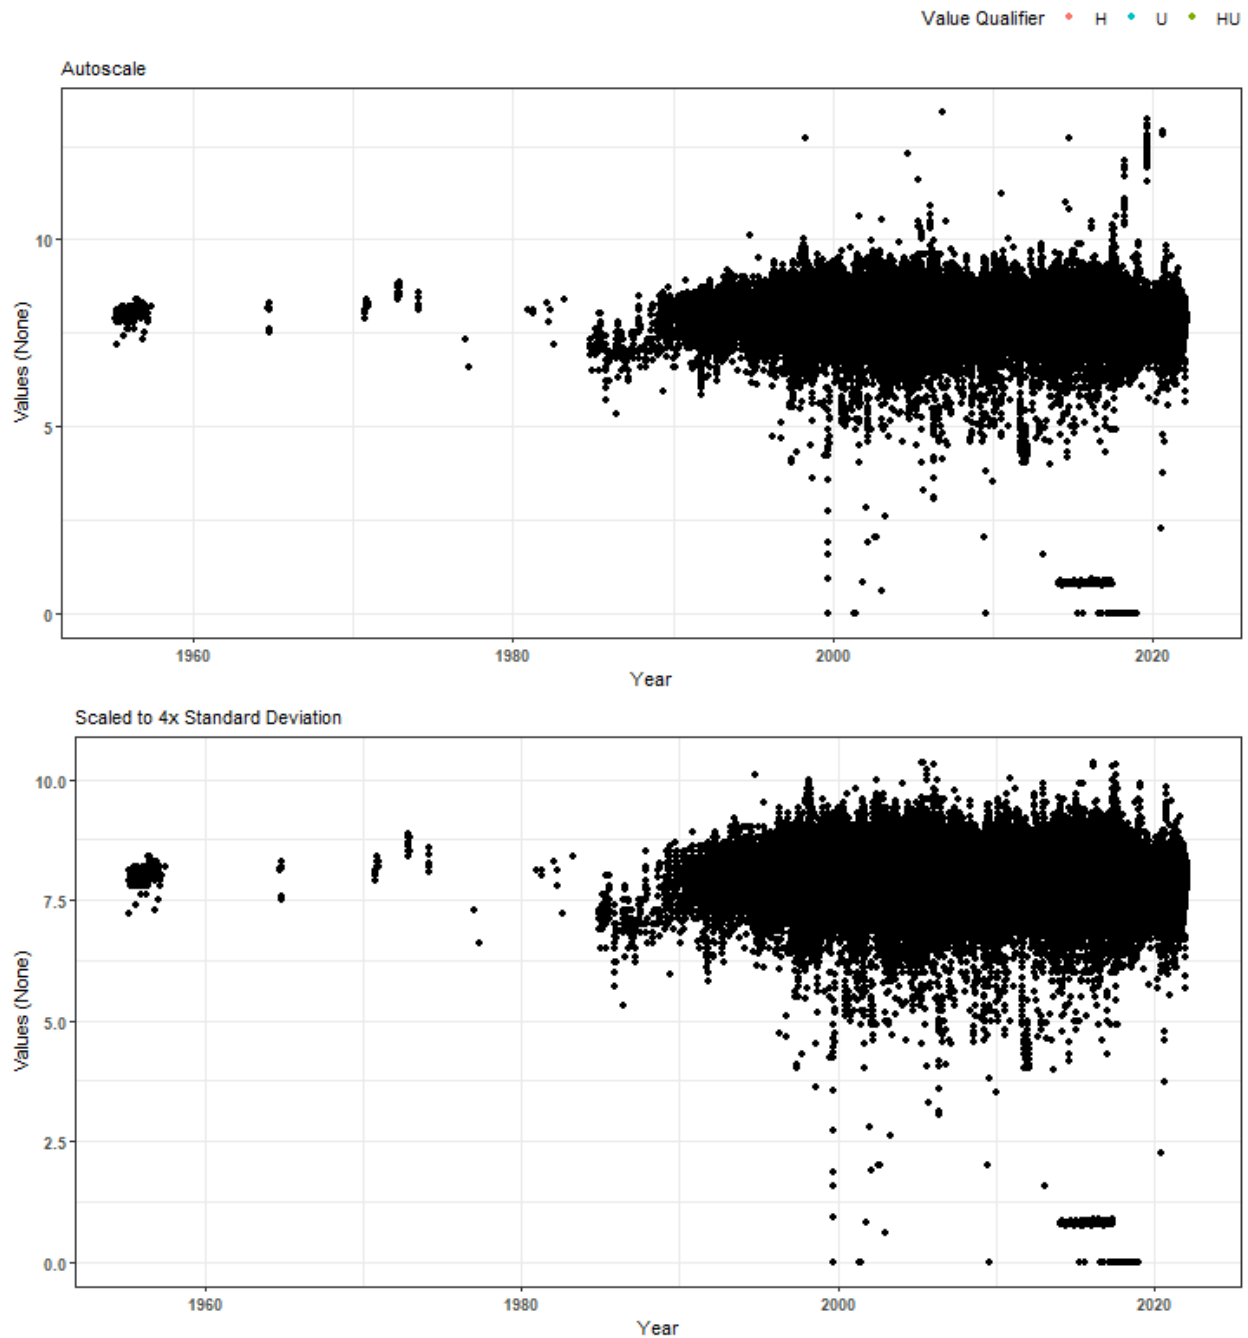 Value Qualifier H U HU
Autoscale
Values (None)
10
5
0
1960 1980 2000 2020
Year
Scaled to 4x Standard Deviation
Values (None)
10.0
7.5
5.0
2.5
0.0
1960 1980 2000 2020
Year